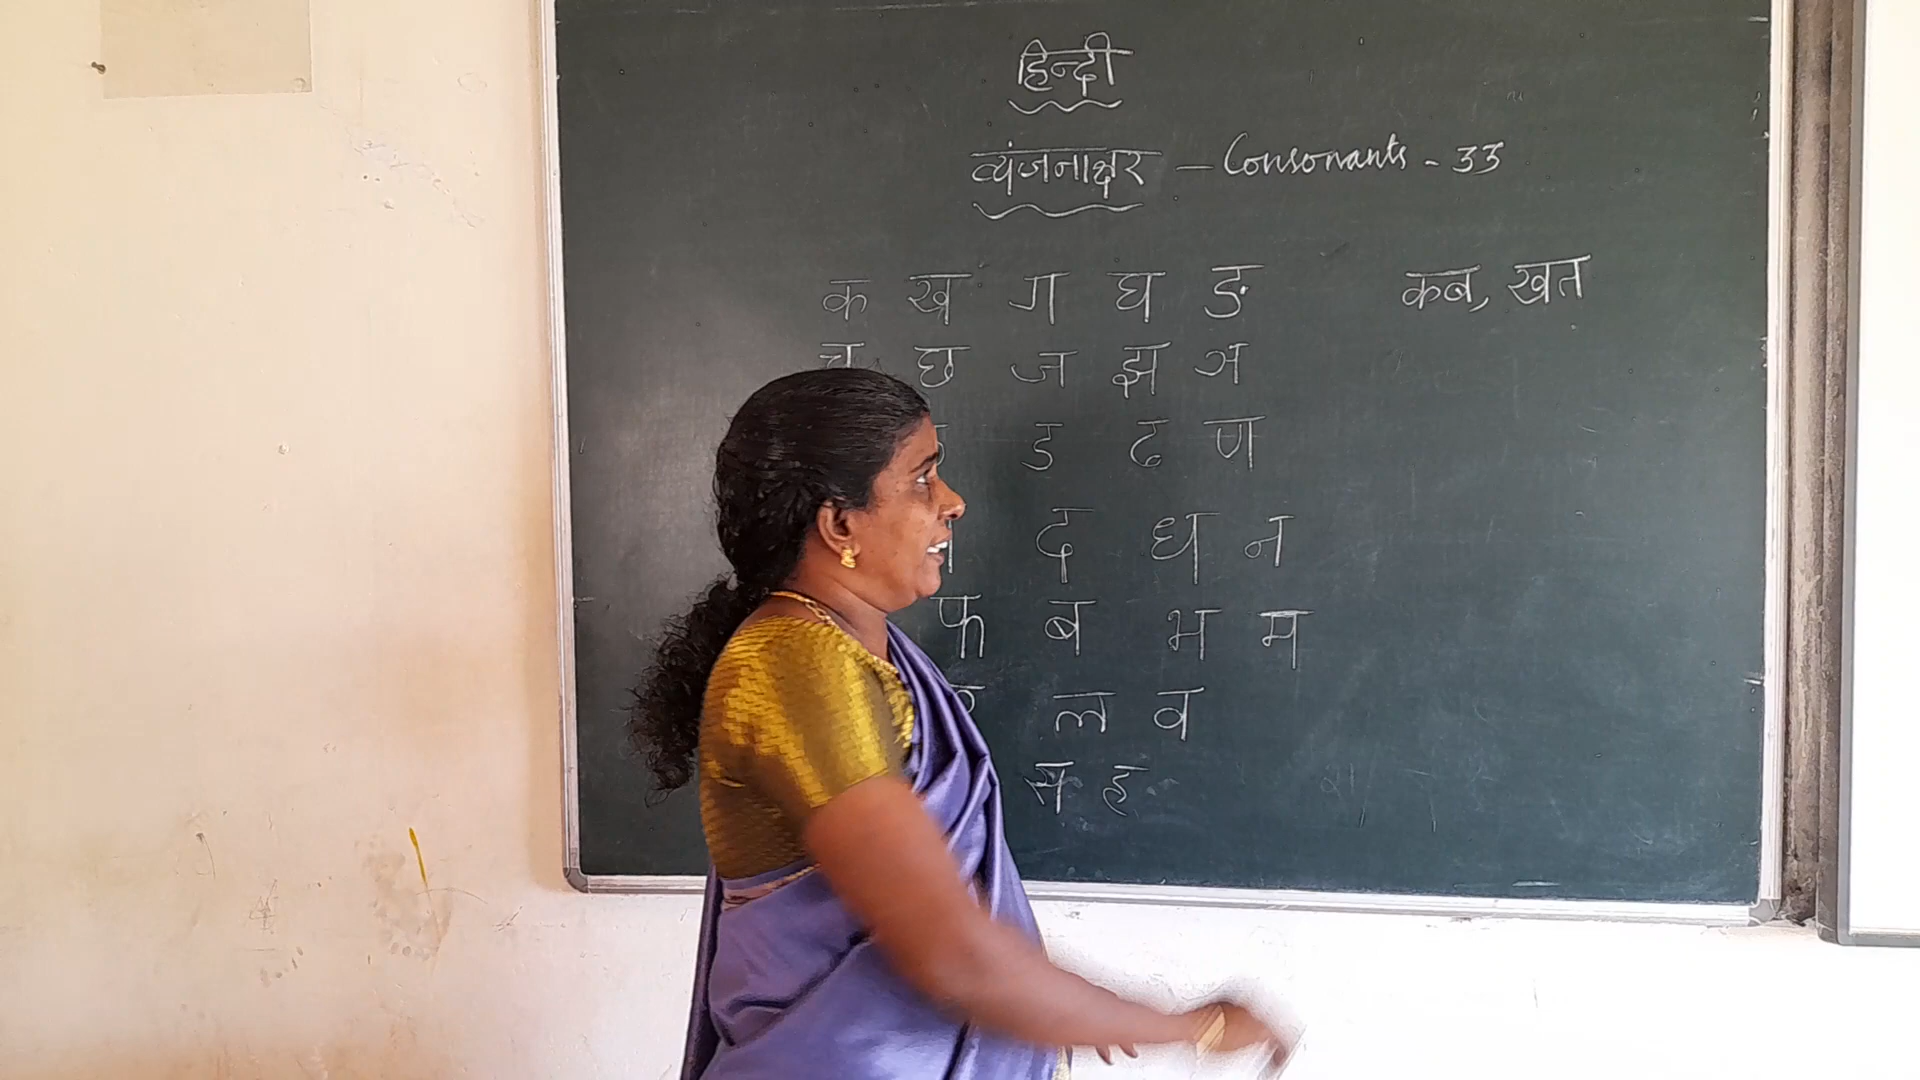 हिन्दी
व्यंजनाक्षर - Consonants - 33
क ख ग घ ङ कब, खत
च छ ज झ ञ
ड ढ ण
द ध न
फ ब भ म
ल व
स ह